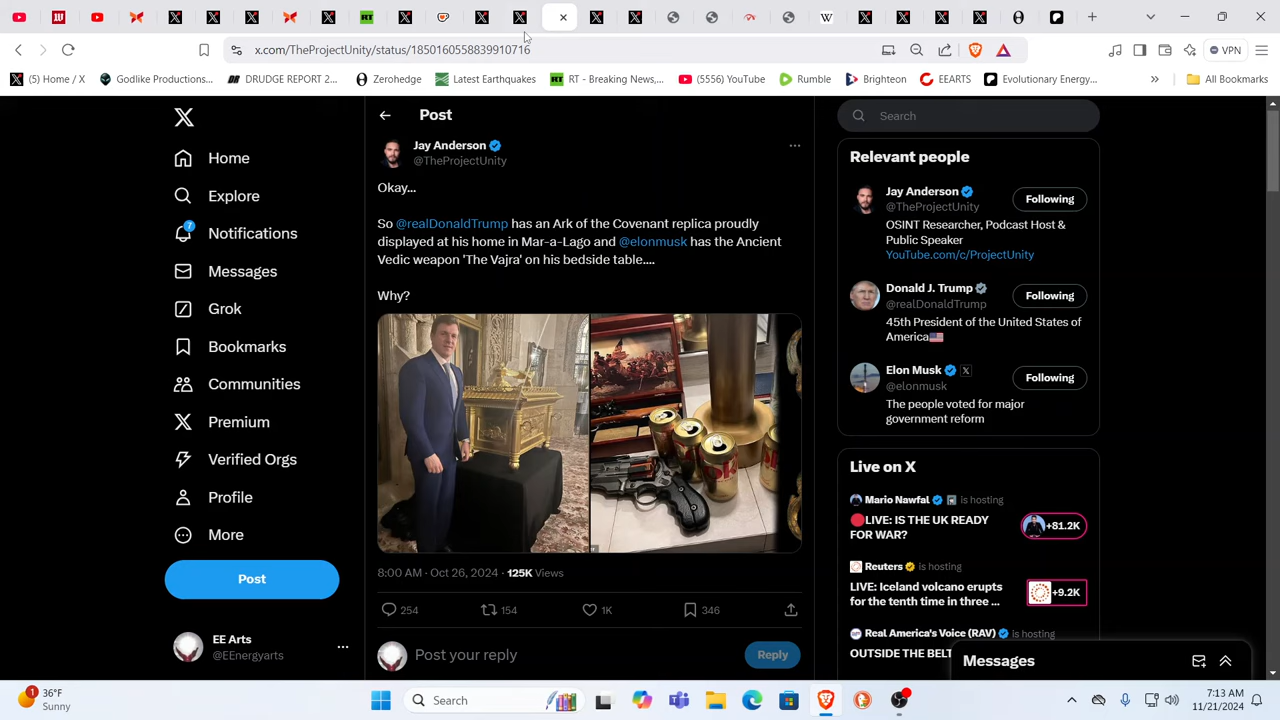 x.com/TheProjectUnity/status/1850160558839910716
VPN
(5) Home / X
Godlike Productions...
DRUDGE REPORT 2...
Zerohedge
Latest Earthquakes
RT - Breaking News,...
(5555) YouTube
Rumble
Brighteon
EEARTS
Evolutionary Energy...
»
All Bookmarks
Home
Explore
7
Notifications
Messages
Grok
Bookmarks
Communities
Premium
Verified Orgs
Profile
More
Post
EE Arts
@EEnergyarts
Post
Jay Anderson
@TheProjectUnity
Okay...
So @realDonaldTrump has an Ark of the Covenant replica proudly
displayed at his home in Mar-a-Lago and @elonmusk has the Ancient
Vedic weapon 'The Vajra' on his bedside table....
Why?
8:00 AM · Oct 26, 2024 · 125K Views
254
154
1K
346
Post your reply
Reply
Search
Relevant people
Jay Anderson
@TheProjectUnity
Following
OSINT Researcher, Podcast Host &
Public Speaker
YouTube.com/c/ProjectUnity
Donald J. Trump
@realDonaldTrump
Following
45th President of the United States of
America
Elon Musk
@elonmusk
Following
The people voted for major
government reform
Live on X
Mario Nawfal is hosting
LIVE: IS THE UK READY
FOR WAR?
+81.2K
Reuters is hosting
LIVE: Iceland volcano erupts
for the tenth time in three ...
+9.2K
Real America's Voice (RAV) is hosting
OUTSIDE THE BELT
Messages
1
36°F
Sunny
Search
7:13 AM
11/21/2024